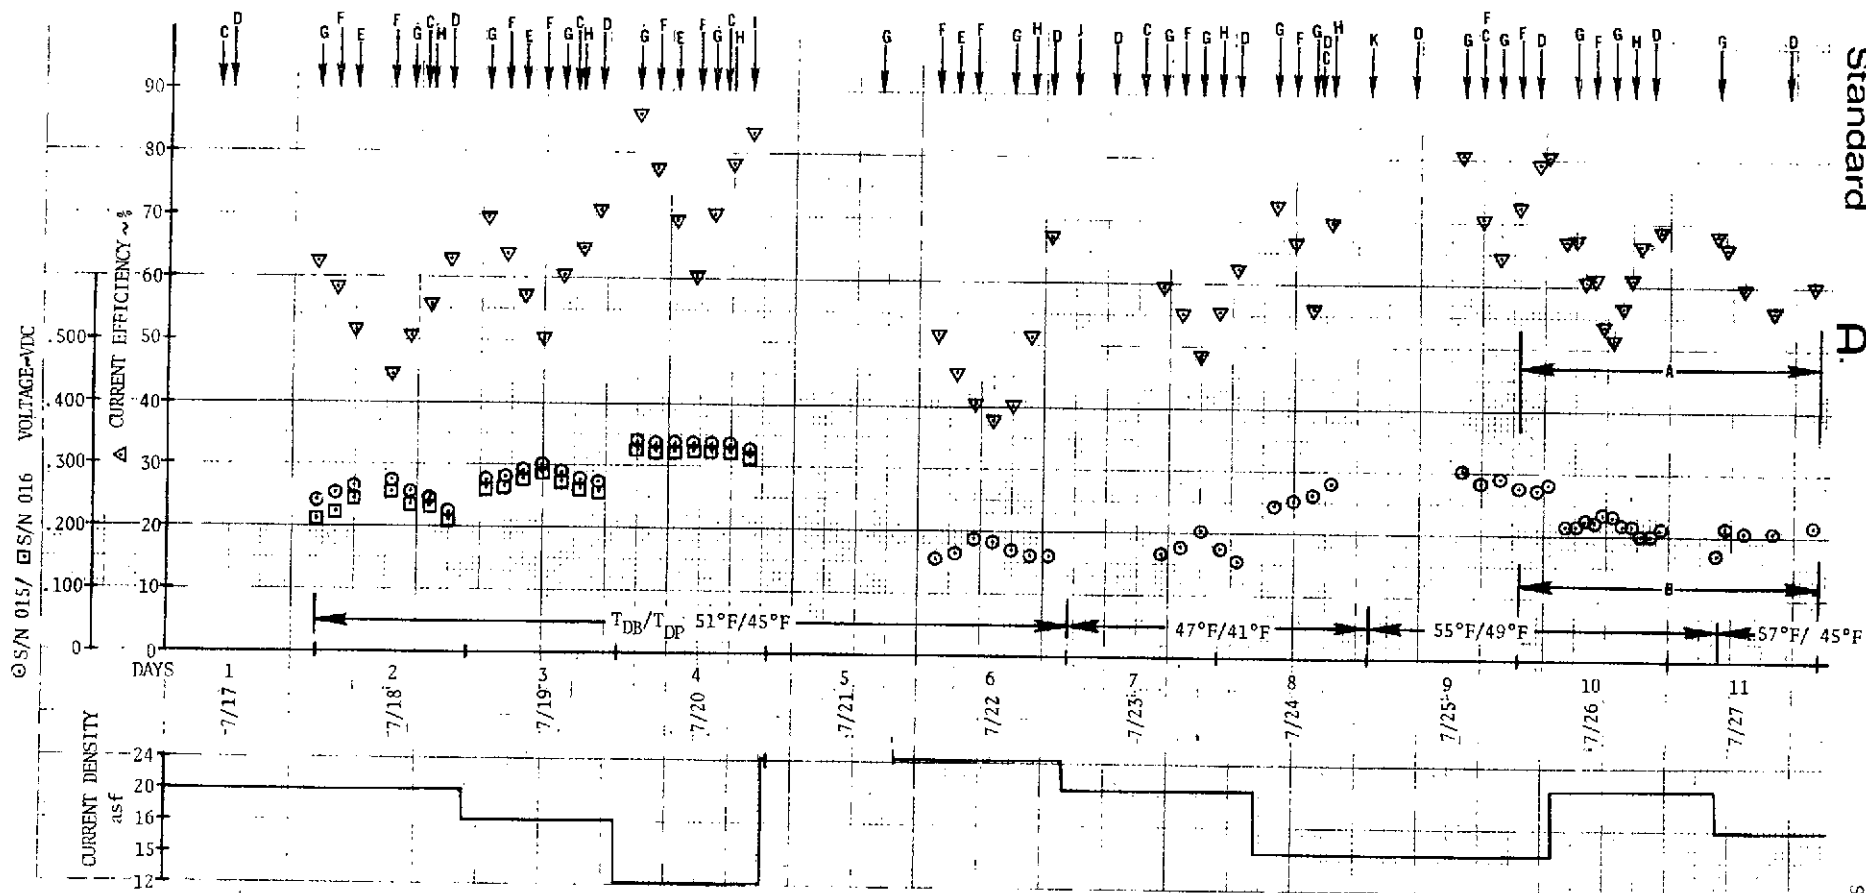 C D G F E F G C H D G F E F G C H D G F E F G C H I G F E F G H D J D C G F G H D G F G D C H K D G F C G F D G F G H D G D
Standard
A.
90
80
70
60
50
40
30
20
10
0
△ CURRENT EFFICIENCY ~ %
.500
.400
.300
.200
.100
0
⊙ S/N 015/ ⊡ S/N 016 VOLTAGE~VDC
A
B
T_DB/T_DP 51°F/45°F
47°F/41°F
55°F/49°F
57°F/ 45°F
DAYS 1 2 3 4 5 6 7 8 9 10 11
7/17 7/18 7/19 7/20 7/21 7/22 7/23 7/24 7/25 7/26 7/27
CURRENT DENSITY
asf
24
20
16
15
12